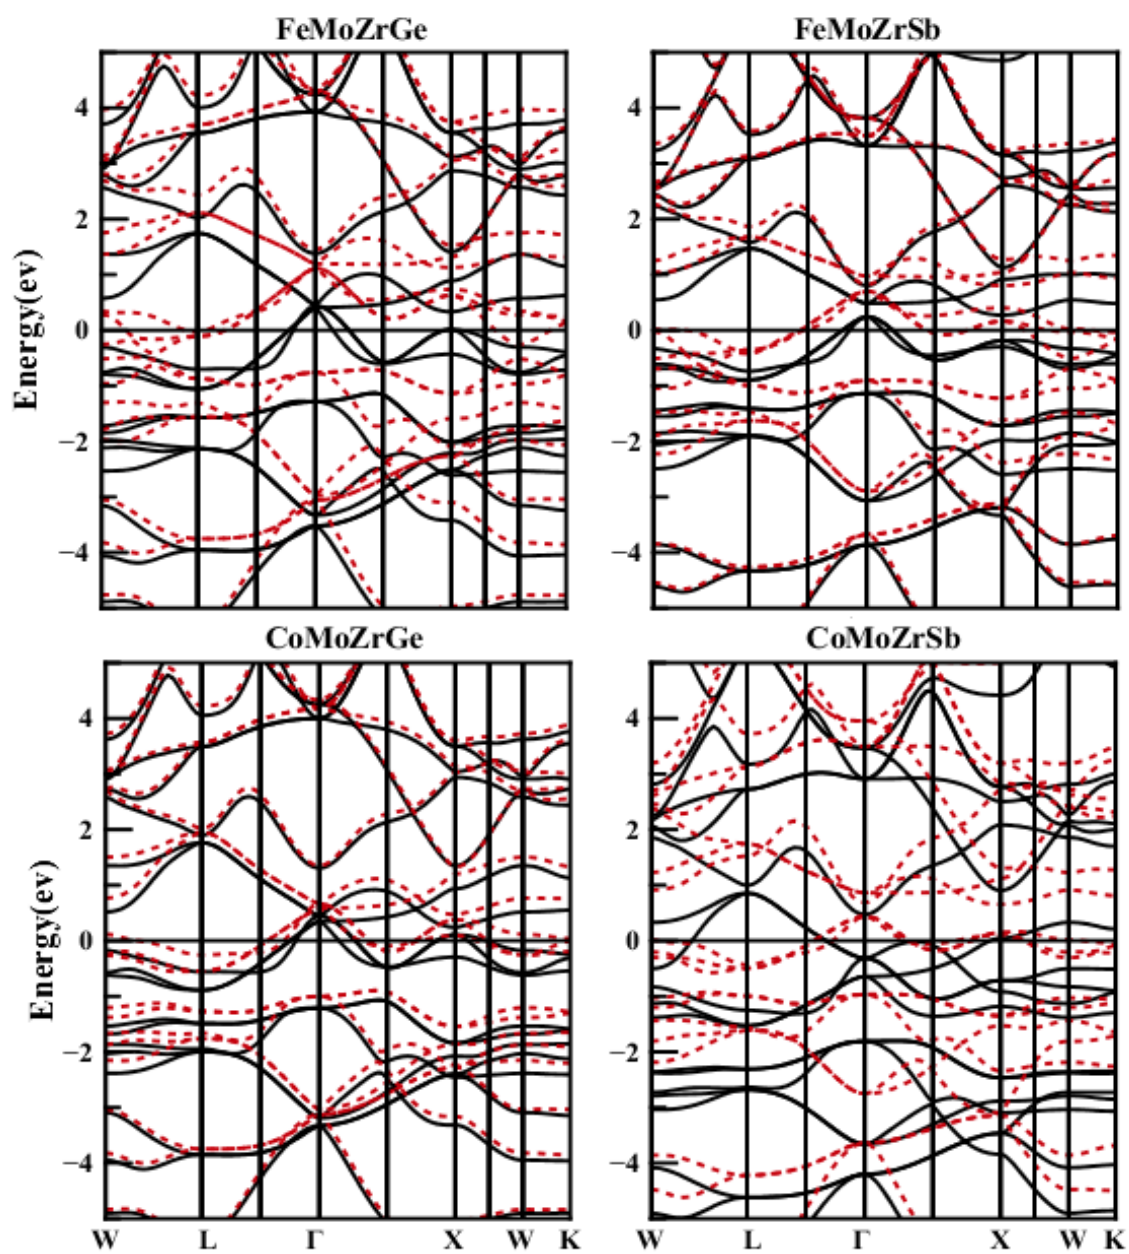 FeMoZrGe FeMoZrSb
4 4
2 2
Energy(ev)
0 0
−2 −2
−4 −4
CoMoZrGe CoMoZrSb
4 4
2 2
Energy(ev)
0 0
−2 −2
−4 −4
W L Γ X W K W L Γ X W K